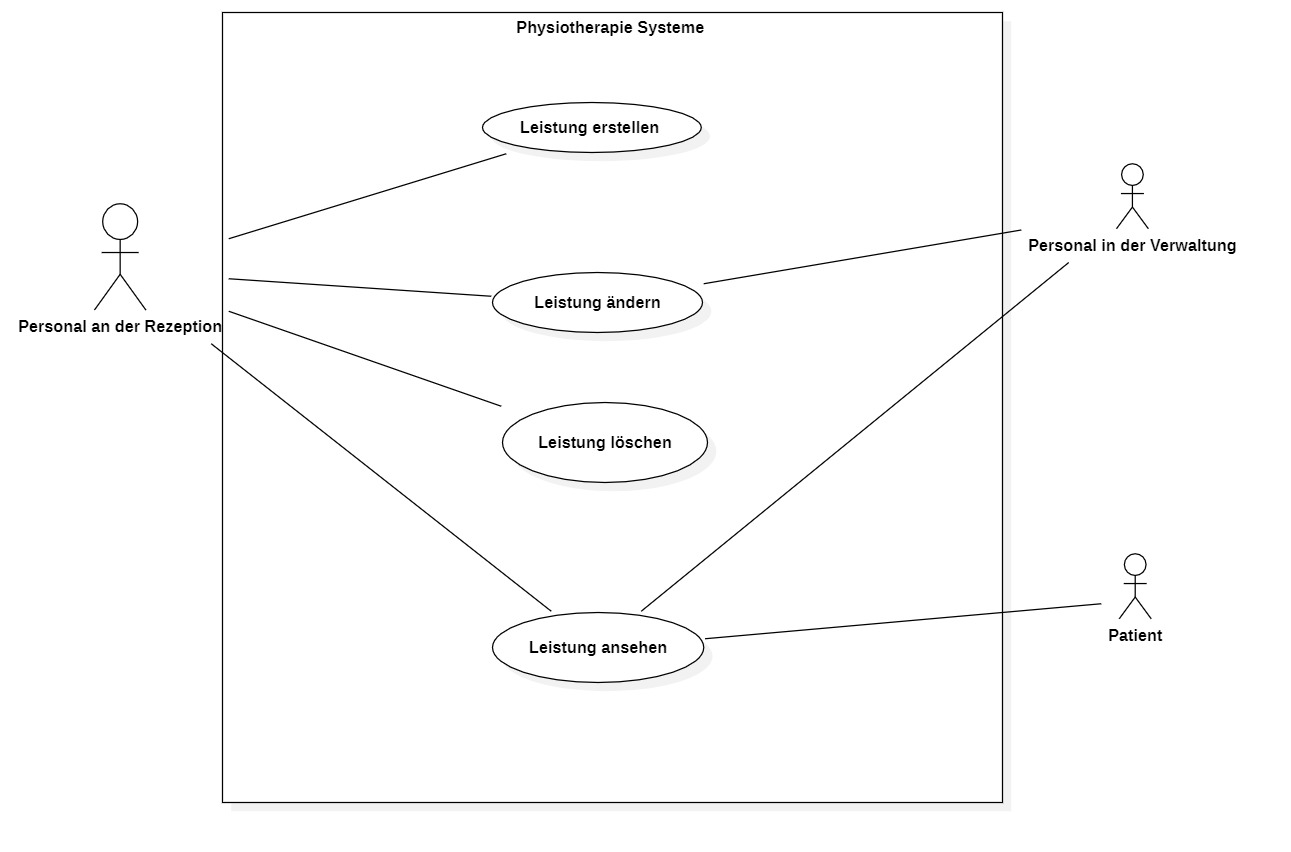 Physiotherapie Systeme
Leistung erstellen
Personal in der Verwaltung
Leistung ändern
Personal an der Rezeption
Leistung löschen
Patient
Leistung ansehen